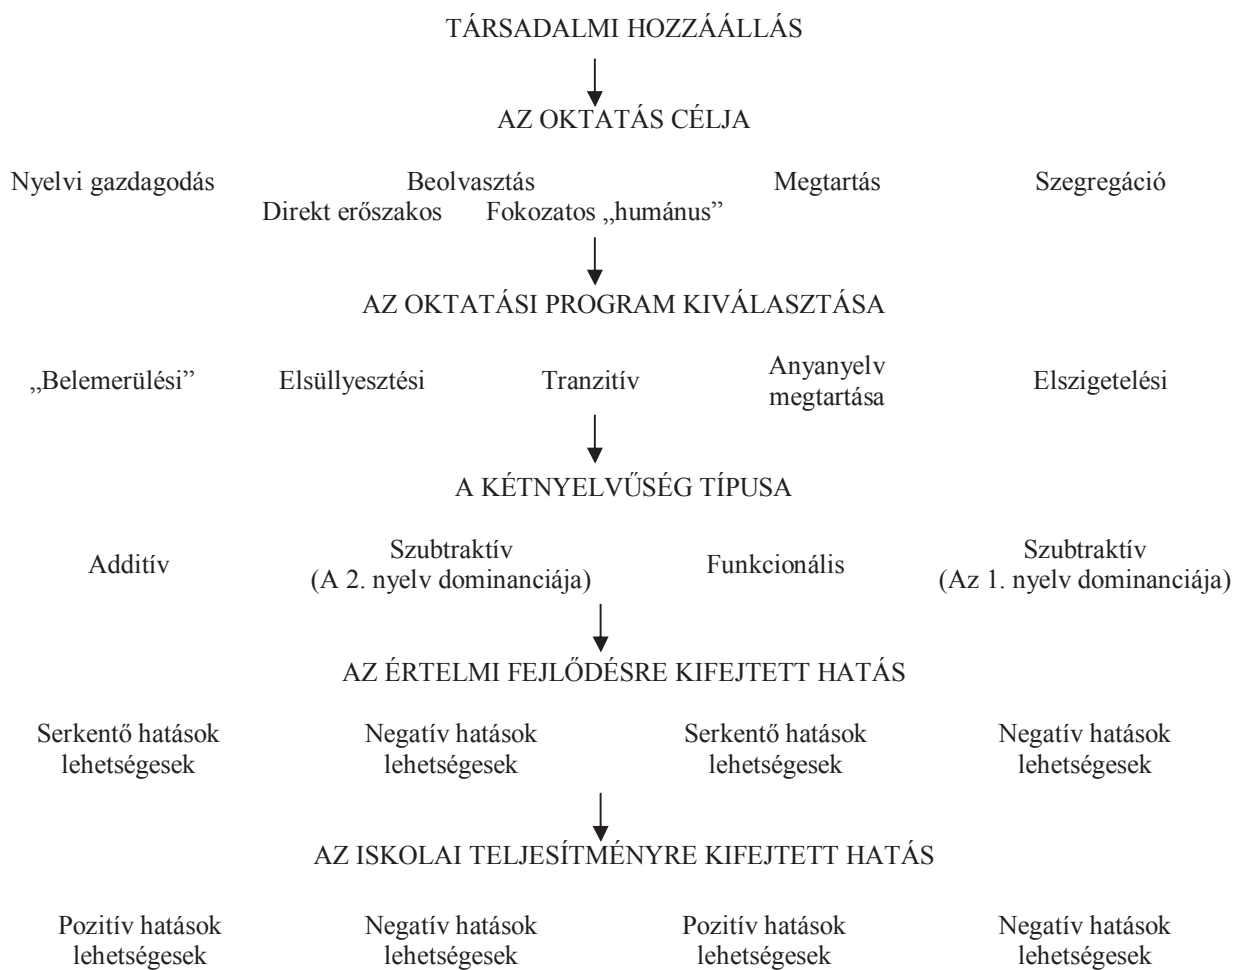 TÁRSADALMI HOZZÁÁLLÁS
AZ OKTATÁS CÉLJA
Nyelvi gazdagodás Beolvasztás Megtartás Szegregáció
Direkt erőszakos Fokozatos „humánus”
AZ OKTATÁSI PROGRAM KIVÁLASZTÁSA
„Belemerülési” Elsüllyesztési Tranzitív Anyanyelv Elszigetelési
megtartása
A KÉTNYELVŰSÉG TÍPUSA
Additív Szubtraktív Funkcionális Szubtraktív
(A 2. nyelv dominanciája) (Az 1. nyelv dominanciája)
AZ ÉRTELMI FEJLŐDÉSRE KIFEJTETT HATÁS
Serkentő hatások Negatív hatások Serkentő hatások Negatív hatások
lehetségesek lehetségesek lehetségesek lehetségesek
AZ ISKOLAI TELJESÍTMÉNYRE KIFEJTETT HATÁS
Pozitív hatások Negatív hatások Pozitív hatások Negatív hatások
lehetségesek lehetségesek lehetségesek lehetségesek